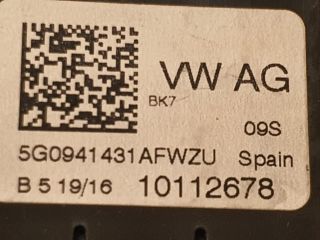 VW AG
BK7
09S
5G0941431AFWZU Spain
B 5 19/16 10112678